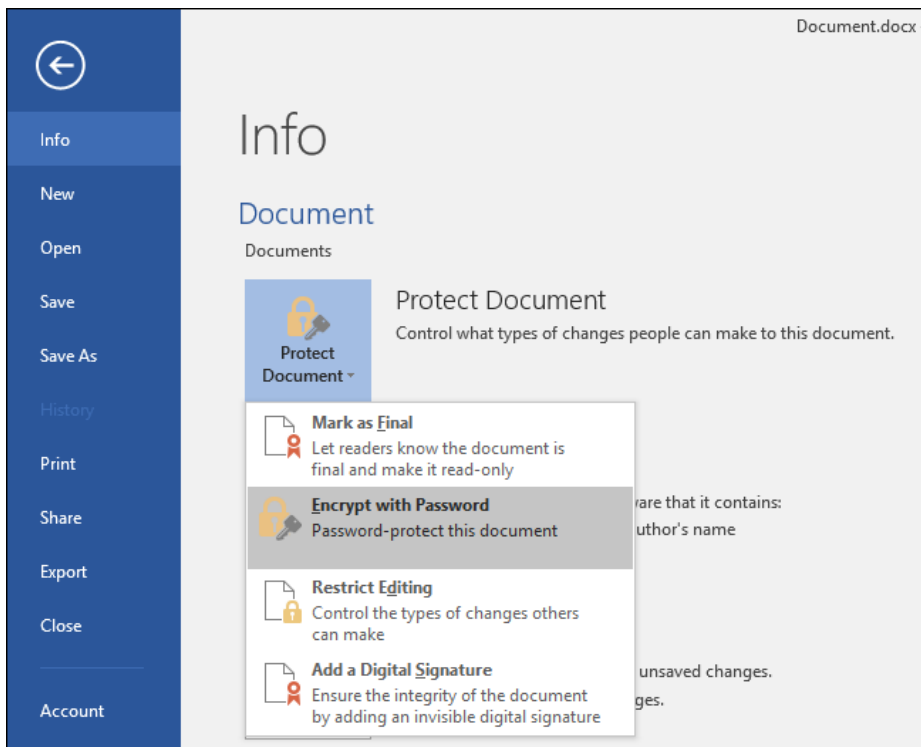 Document.docx
Info
New
Open
Save
Save As
History
Print
Share
Export
Close
Account
Info
Document
Documents
Protect
Document
Protect Document
Control what types of changes people can make to this document.
Mark as Final
Let readers know the document is
final and make it read-only
Encrypt with Password
Password-protect this document
Restrict Editing
Control the types of changes others
can make
Add a Digital Signature
Ensure the integrity of the document
by adding an invisible digital signature
that it contains:
name
unsaved changes.